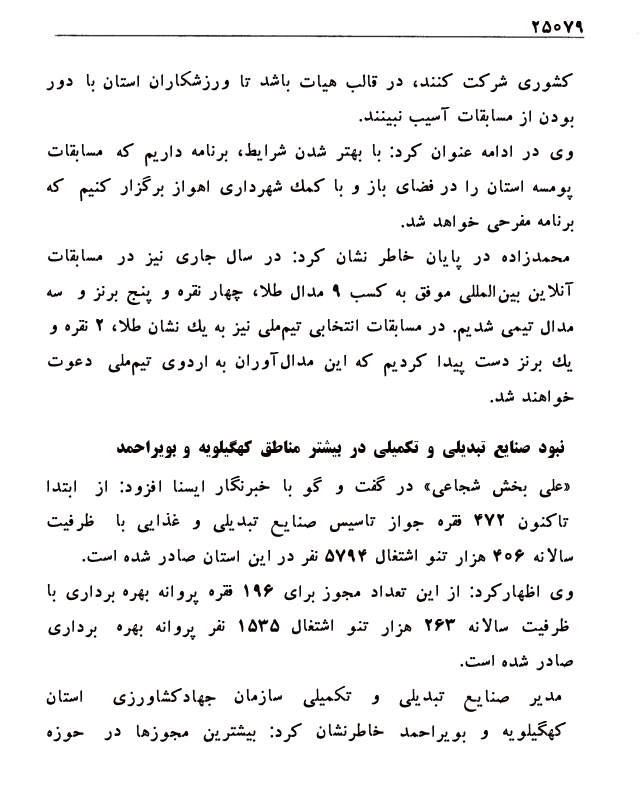 ۲۵۰۷۹
کشوری شرکت کنند، در قالب هیات باشد تا ورزشکاران استان با دور
بودن از مسابقات آسیب نبینند.
وی در ادامه عنوان کرد: با بهتر شدن شرایط، برنامه داریم که مسابقات
پومسه استان را در فضای باز و با کمك شهرداری اهواز برگزار کنیم که
برنامه مفرحی خواهد شد.
محمدزاده در پایان خاطر نشان کرد: در سال جاری نیز در مسابقات
آنلاین بین‌المللی موفق به کسب ۹ مدال طلا، چهار نقره و پنج برنز و سه
مدال تیمی شدیم. در مسابقات انتخابی تیم‌ملی نیز به یك نشان طلا، ۲ نقره و
یك برنز دست پیدا کردیم که این مدال‌آوران به اردوی تیم‌ملی دعوت
خواهند شد.
نبود صنایع تبدیلی و تکمیلی در بیشتر مناطق کهگیلویه و بویراحمد
«علی بخش شجاعی» در گفت و گو با خبرنگار ایسنا افزود: از ابتدا
تاکنون ۴۷۲ فقره جواز تاسیس صنایع تبدیلی و غذایی با ظرفیت
سالانه ۴۰۶ هزار تنو اشتغال ۵۷۹۴ نفر در این استان صادر شده است.
وی اظهارکرد: از این تعداد مجوز برای ۱۹۶ فقره پروانه بهره برداری با
ظرفیت سالانه ۲۶۳ هزار تنو اشتغال ۱۵۳۵ نفر پروانه بهره برداری
صادر شده است.
مدیر صنایع تبدیلی و تکمیلی سازمان جهادکشاورزی استان
کهگیلویه و بویراحمد خاطرنشان کرد: بیشترین مجوزها در حوزه